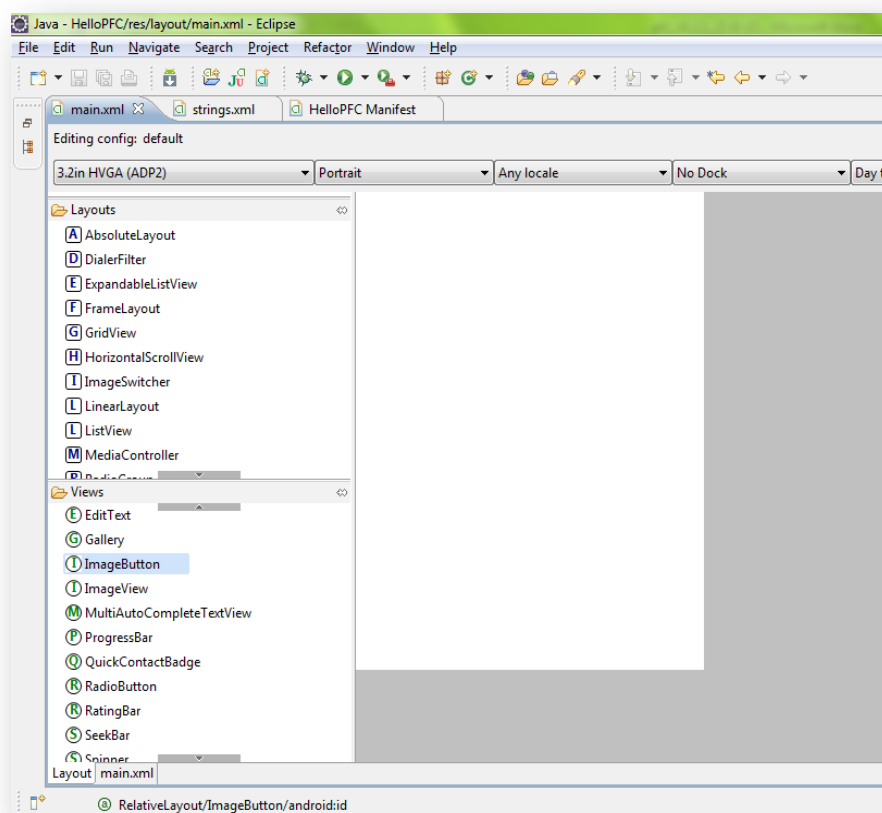 Java - HelloPFC/res/layout/main.xml - Eclipse
File Edit Run Navigate Search Project Refactor Window Help
main.xml strings.xml HelloPFC Manifest
Editing config: default
3.2in HVGA (ADP2) Portrait Any locale No Dock Day
Layouts
A AbsoluteLayout
D DialerFilter
E ExpandableListView
F FrameLayout
G GridView
H HorizontalScrollView
I ImageSwitcher
L LinearLayout
L ListView
M MediaController
R RadioGroup
Views
E EditText
G Gallery
I ImageButton
I ImageView
M MultiAutoCompleteTextView
P ProgressBar
Q QuickContactBadge
R RadioButton
R RatingBar
S SeekBar
S Spinner
Layout main.xml
RelativeLayout/ImageButton/android:id